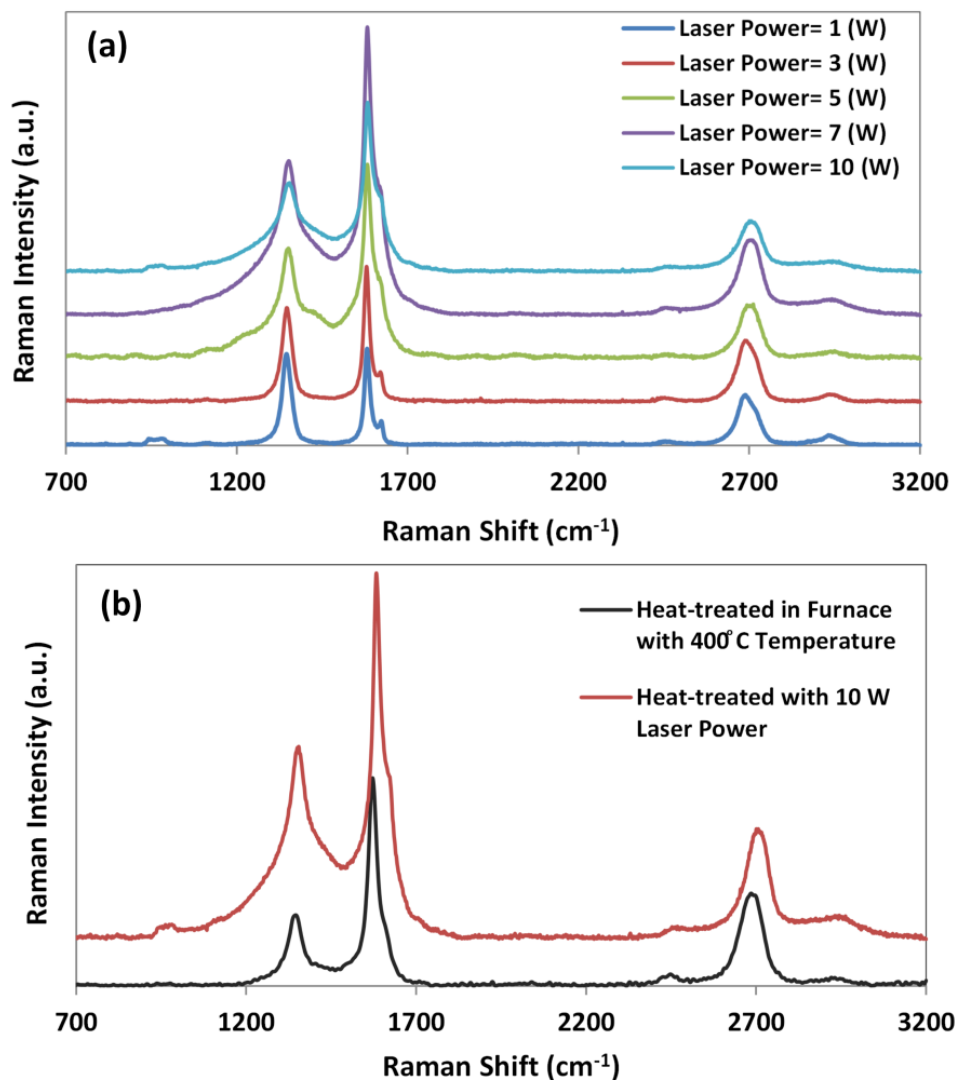 (a)
Laser Power= 1 (W)
Laser Power= 3 (W)
Laser Power= 5 (W)
Laser Power= 7 (W)
Laser Power= 10 (W)
Raman Intensity (a.u.)
700 1200 1700 2200 2700 3200
Raman Shift (cm⁻¹)
(b)
Heat-treated in Furnace
with 400°C Temperature
Heat-treated with 10 W
Laser Power
Raman Intensity (a.u.)
700 1200 1700 2200 2700 3200
Raman Shift (cm⁻¹)